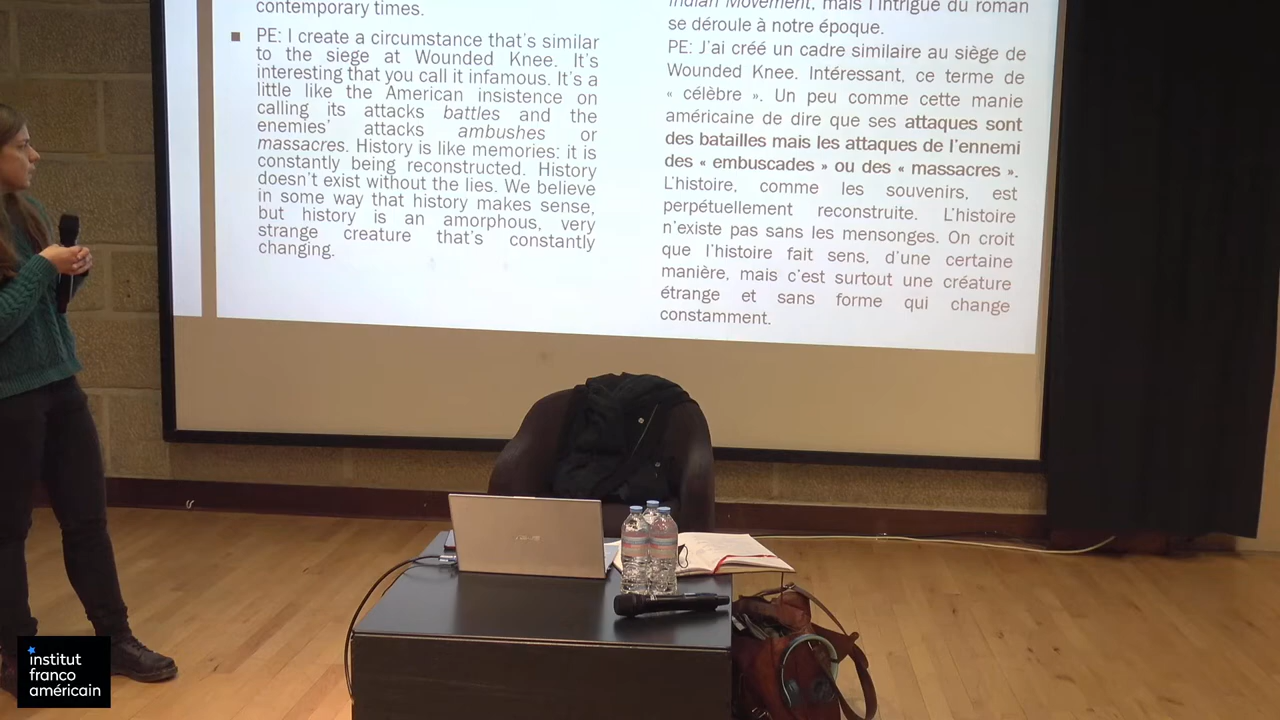 contemporary times.
■ PE: I create a circumstance that's similar
to the siege at Wounded Knee. It's
interesting that you call it infamous. It's a
little like the American insistence on
calling its attacks battles and the
enemies' attacks ambushes or
massacres. History is like memories: it is
constantly being reconstructed. History
doesn't exist without the lies. We believe
in some way that history makes sense,
but history is an amorphous, very
strange creature that's constantly
changing.
Indian Movement, mais l'intrigue du roman
se déroule à notre époque.
PE: J'ai créé un cadre similaire au siège de
Wounded Knee. Intéressant, ce terme de
« célèbre ». Un peu comme cette manie
américaine de dire que ses attaques sont
des batailles mais les attaques de l'ennemi
des « embuscades » ou des « massacres ».
L'histoire, comme les souvenirs, est
perpétuellement reconstruite. L'histoire
n'existe pas sans les mensonges. On croit
que l'histoire fait sens, d'une certaine
manière, mais c'est surtout une créature
étrange et sans forme qui change
constamment.
institut
franco
américain